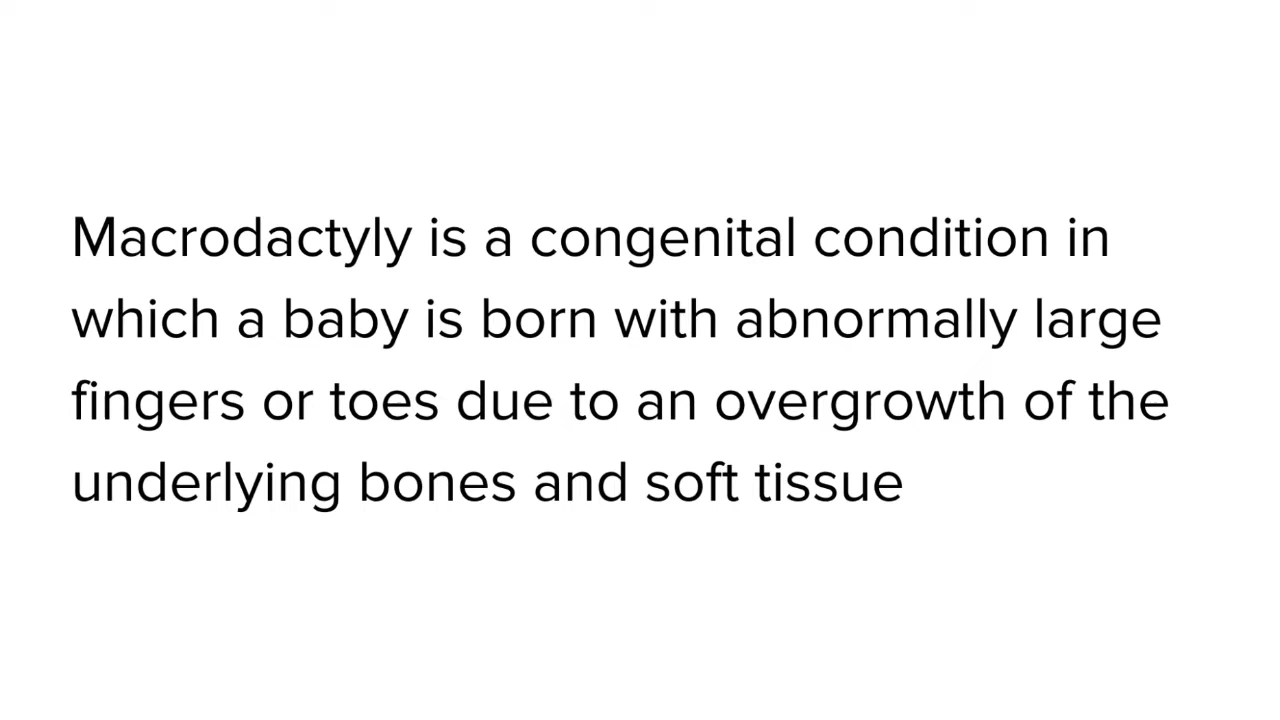 Macrodactyly is a congenital condition in
which a baby is born with abnormally large
fingers or toes due to an overgrowth of the
underlying bones and soft tissue